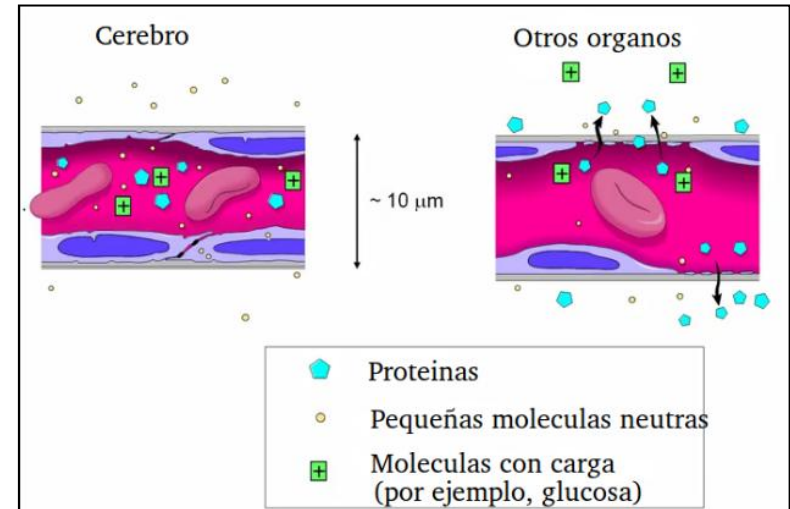 Cerebro
Otros organos
~ 10 μm
Proteinas
Pequeñas moleculas neutras
Moleculas con carga
(por ejemplo, glucosa)